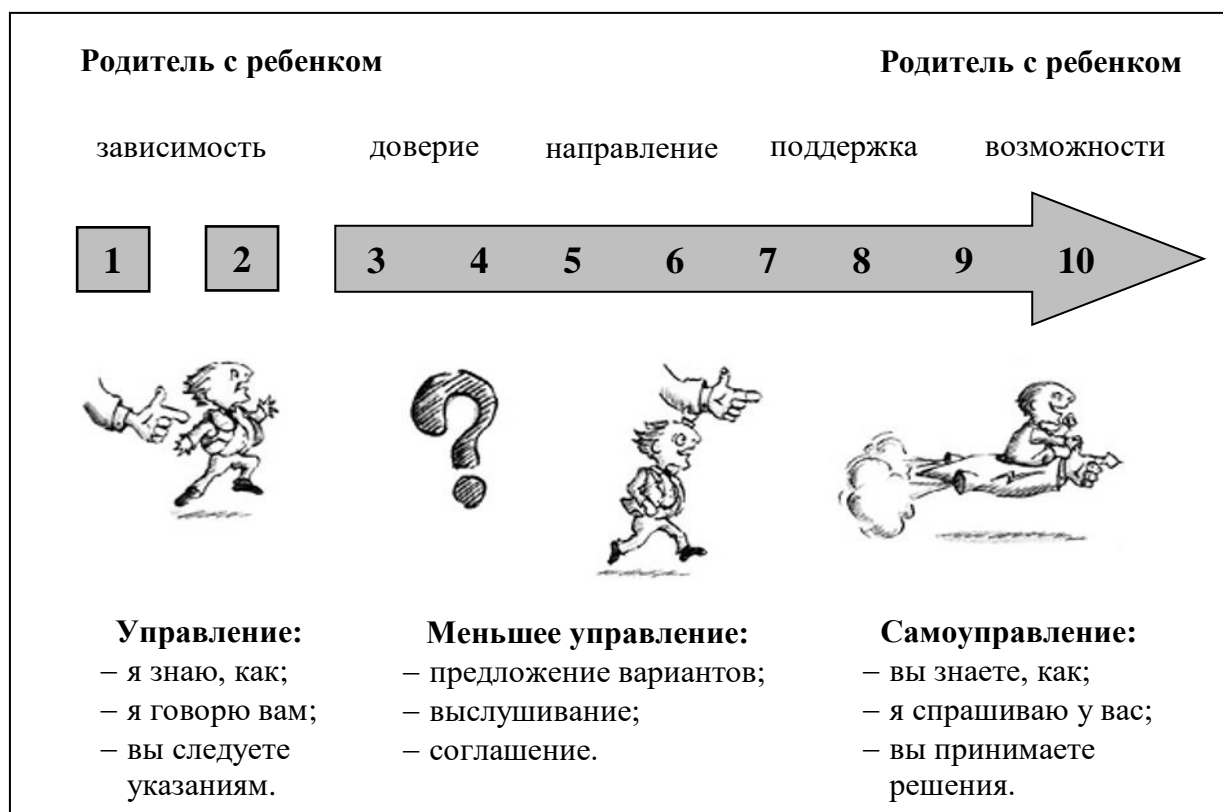 Родитель с ребенком
Родитель с ребенком
зависимость доверие направление поддержка возможности
1 2 3 4 5 6 7 8 9 10
Управление:
– я знаю, как;
– я говорю вам;
– вы следуете
указаниям.
Меньшее управление:
– предложение вариантов;
– выслушивание;
– соглашение.
Самоуправление:
– вы знаете, как;
– я спрашиваю у вас;
– вы принимаете
решения.